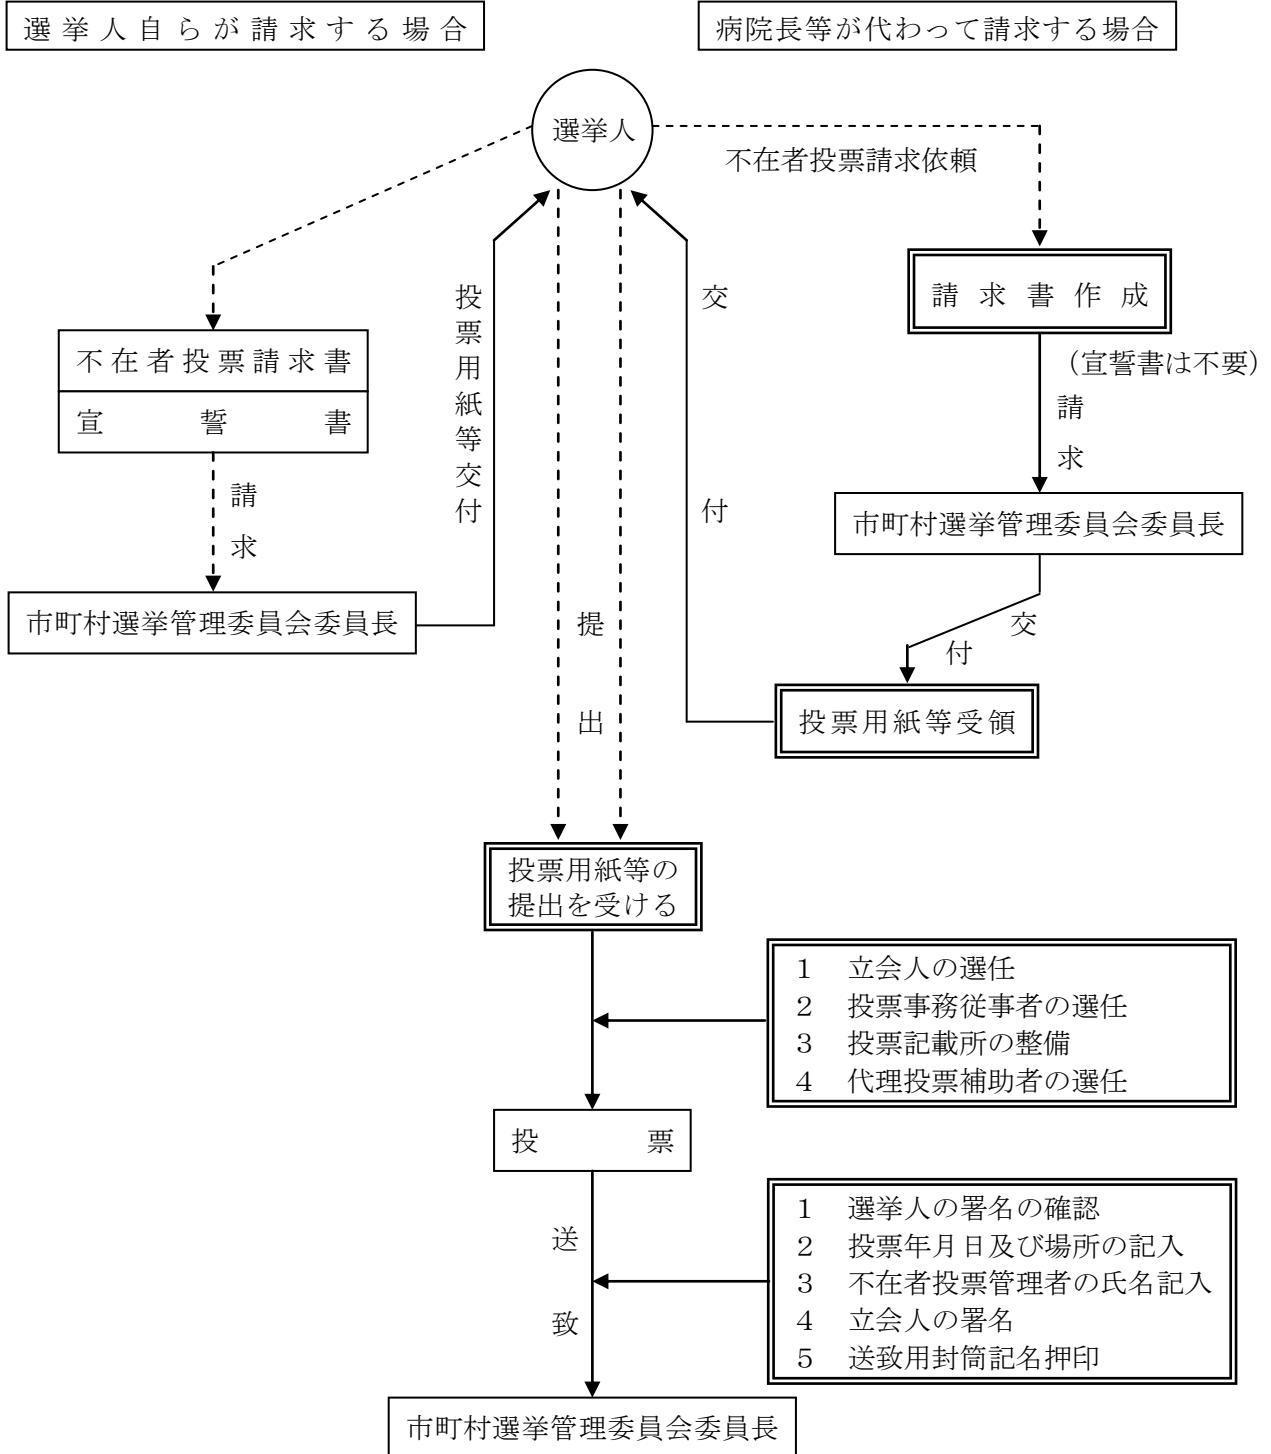 選挙人自らが請求する場合
病院長等が代わって請求する場合
選挙人
不在者投票請求依頼
投票用紙等交付
交付
請求書作成
（宣誓書は不要）
請求
不在者投票請求書
宣誓書
請求
市町村選挙管理委員会委員長
市町村選挙管理委員会委員長
提出
交付
投票用紙等受領
投票用紙等の
提出を受ける
１　立会人の選任
２　投票事務従事者の選任
３　投票記載所の整備
４　代理投票補助者の選任
投票
送致
１　選挙人の署名の確認
２　投票年月日及び場所の記入
３　不在者投票管理者の氏名記入
４　立会人の署名
５　送致用封筒記名押印
市町村選挙管理委員会委員長